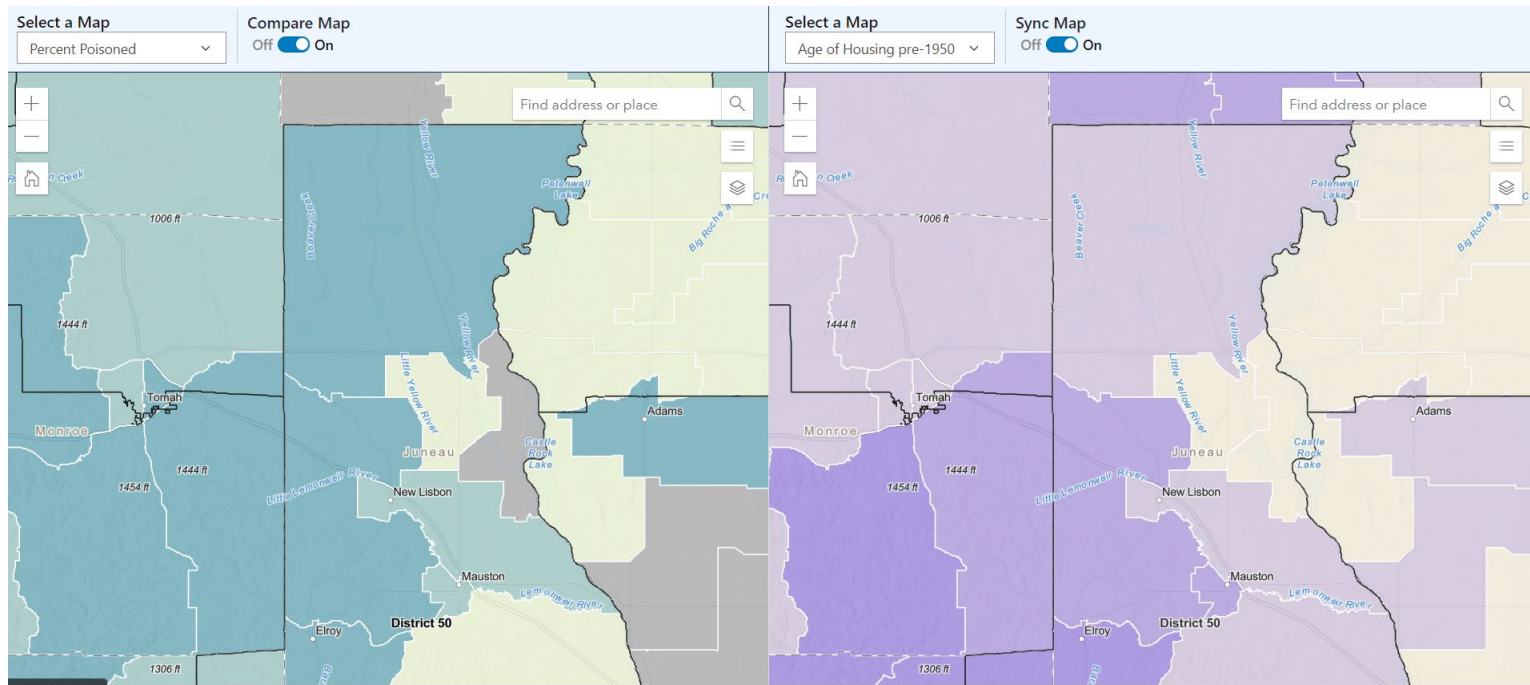 Select a Map
Percent Poisoned
Compare Map
Off On
Select a Map
Age of Housing pre-1950
Sync Map
Off On
Find address or place
Yellow River
Creek
Petenwell
Lake
Beaver Creek
1006 ft
Big Roche a
Cr
1444 ft
Yellow River
Little Yellow River
Tomah
Adams
Monroe
Juneau
Castle
Rock
Lake
1444 ft
1454 ft
Little Lemonweir River
New Lisbon
Mauston
Lemonweir River
District 50
Elroy
1306 ft
Bar
Find address or place
Yellow River
Creek
Petenwell
Lake
Beaver Creek
1006 ft
Big Roche a
C
1444 ft
Yellow River
Little Yellow River
Tomah
Adams
Monroe
Juneau
Castle
Rock
Lake
1444 ft
1454 ft
Little Lemonweir River
New Lisbon
Mauston
Lemonweir River
District 50
Elroy
1306 ft
Bar